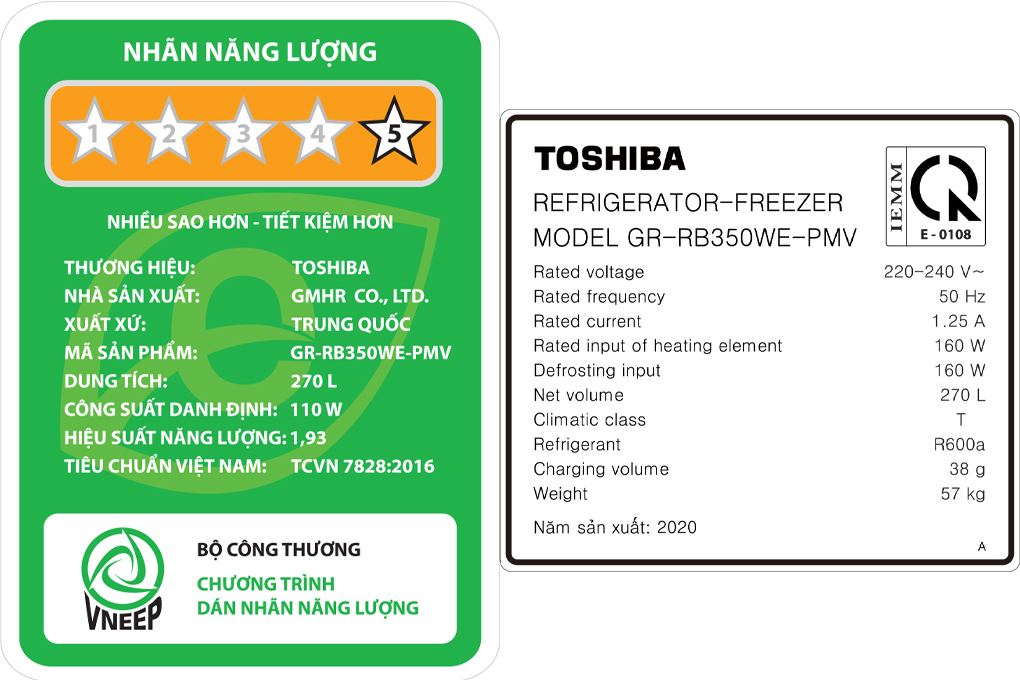 NHÃN NĂNG LƯỢNG
1 2 3 4 5
NHIỀU SAO HƠN - TIẾT KIỆM HƠN
THƯƠNG HIỆU: TOSHIBA
NHÀ SẢN XUẤT: GMHR CO., LTD.
XUẤT XỨ: TRUNG QUỐC
MÃ SẢN PHẨM: GR-RB350WE-PMV
DUNG TÍCH: 270 L
CÔNG SUẤT DANH ĐỊNH: 110 W
HIỆU SUẤT NĂNG LƯỢNG: 1,93
TIÊU CHUẨN VIỆT NAM: TCVN 7828:2016
VNEEP
BỘ CÔNG THƯƠNG
CHƯƠNG TRÌNH
DÁN NHÃN NĂNG LƯỢNG
TOSHIBA
REFRIGERATOR-FREEZER
MODEL GR-RB350WE-PMV
IEMM
E - 0108
Rated voltage 220-240 V~
Rated frequency 50 Hz
Rated current 1.25 A
Rated input of heating element 160 W
Defrosting input 160 W
Net volume 270 L
Climatic class T
Refrigerant R600a
Charging volume 38 g
Weight 57 kg
Năm sản xuất: 2020
A